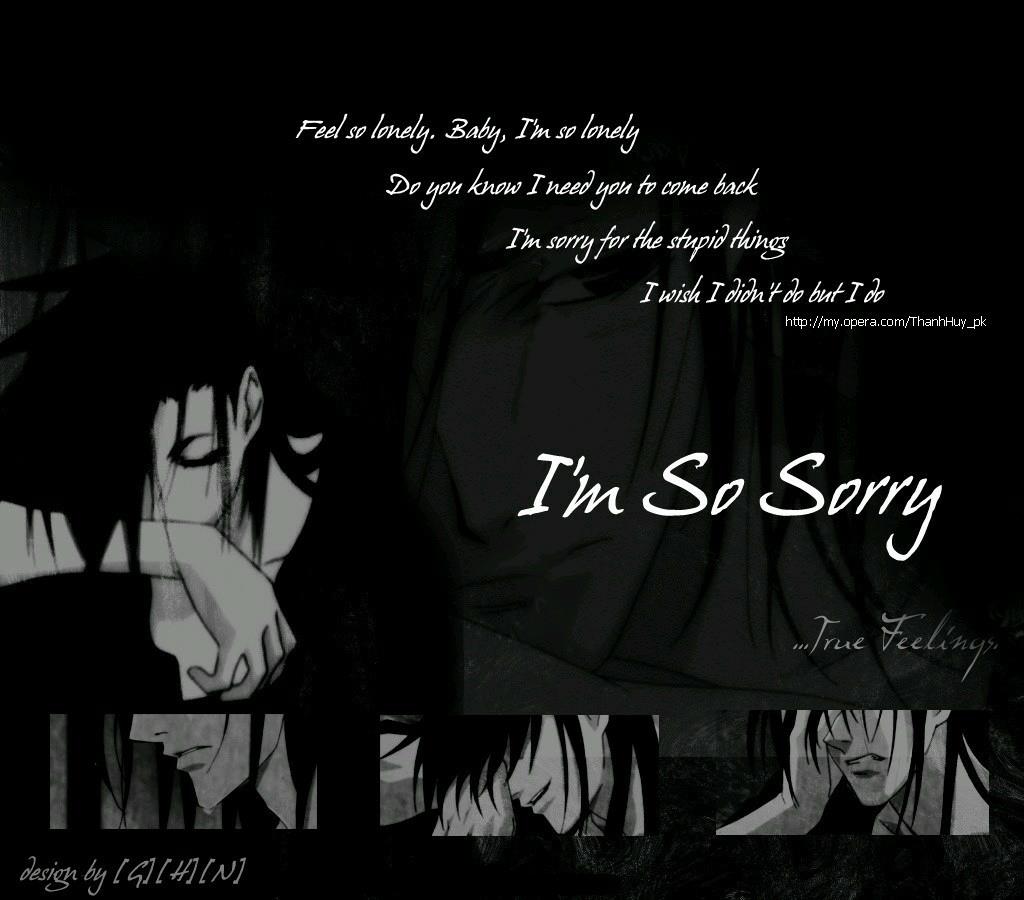 Feel so lonely. Baby, I'm so lonely
Do you know I need you to come back
I'm sorry for the stupid things
I wish I didn't do but I do
http://my.opera.com/ThanhHuy_pk
I'm So Sorry
...True Feelings.
design by [G][H][N]